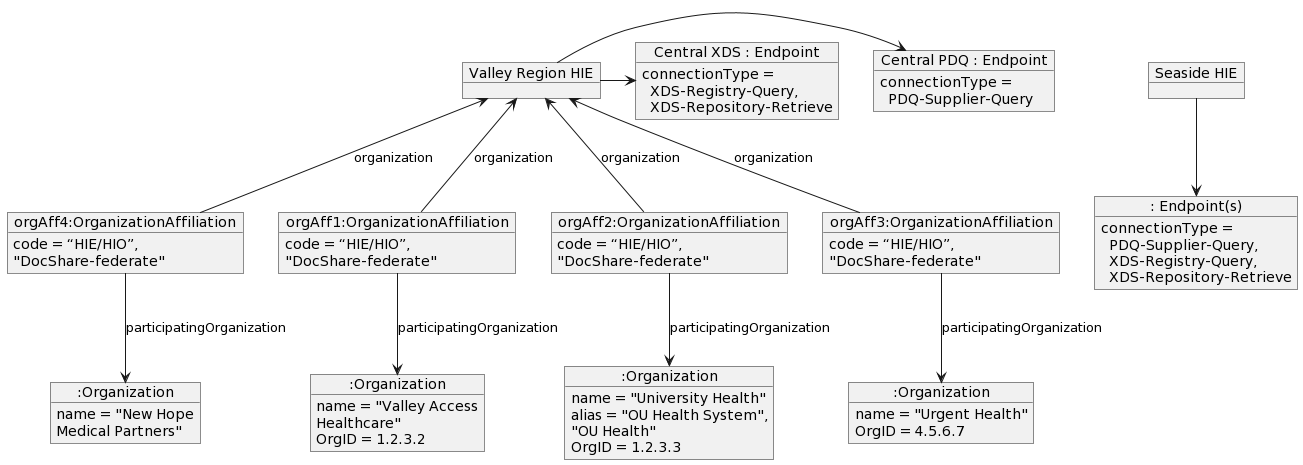 Central XDS : Endpoint
connectionType =
XDS-Registry-Query,
XDS-Repository-Retrieve
Central PDQ : Endpoint
connectionType =
PDQ-Supplier-Query
Valley Region HIE
Seaside HIE
organization
organization
organization
organization
: Endpoint(s)
connectionType =
PDQ-Supplier-Query,
XDS-Registry-Query,
XDS-Repository-Retrieve
orgAff4:OrganizationAffiliation
code = “HIE/HIO”,
"DocShare-federate"
orgAff1:OrganizationAffiliation
code = “HIE/HIO”,
"DocShare-federate"
orgAff2:OrganizationAffiliation
code = “HIE/HIO”,
"DocShare-federate"
orgAff3:OrganizationAffiliation
code = “HIE/HIO”,
"DocShare-federate"
participatingOrganization
participatingOrganization
participatingOrganization
participatingOrganization
:Organization
name = "New Hope
Medical Partners"
:Organization
name = "Valley Access
Healthcare"
OrgID = 1.2.3.2
:Organization
name = "University Health"
alias = "OU Health System",
"OU Health"
OrgID = 1.2.3.3
:Organization
name = "Urgent Health"
OrgID = 4.5.6.7